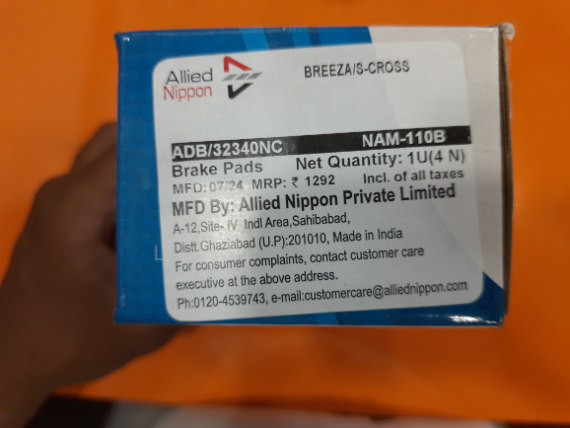 Allied
Nippon
BREEZA/S-CROSS
ADB/32340NC NAM-110B
Brake Pads Net Quantity: 1U(4 N)
MFD: 07/24 MRP: ₹ 1292 Incl. of all taxes
MFD By: Allied Nippon Private Limited
A-12,Site- IV Indl Area,Sahibabad,
Distt.Ghaziabad (U.P):201010, Made in India
For consumer complaints, contact customer care
executive at the above address.
Ph:0120-4539743, e-mail:customercare@alliednippon.com